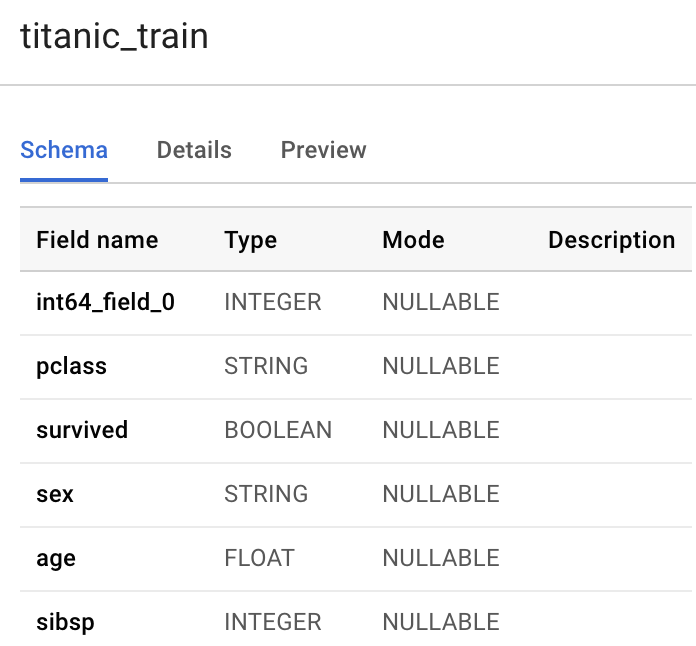 titanic_train
Schema Details Preview
Field name Type Mode Description
int64_field_0 INTEGER NULLABLE
pclass STRING NULLABLE
survived BOOLEAN NULLABLE
sex STRING NULLABLE
age FLOAT NULLABLE
sibsp INTEGER NULLABLE